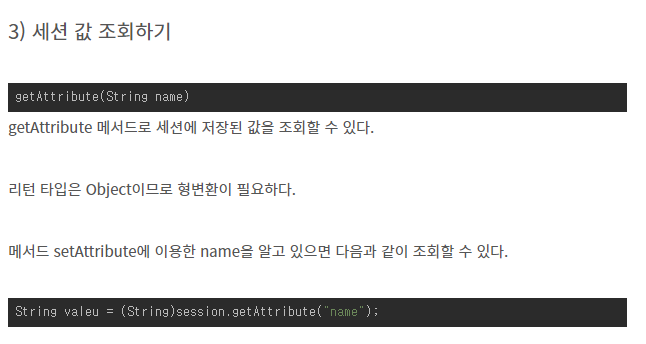 3) 세션 값 조회하기
getAttribute(String name)
getAttribute 메서드로 세션에 저장된 값을 조회할 수 있다.
리턴 타입은 Object이므로 형변환이 필요하다.
메서드 setAttribute에 이용한 name을 알고 있으면 다음과 같이 조회할 수 있다.
String valeu = (String)session.getAttribute("name");